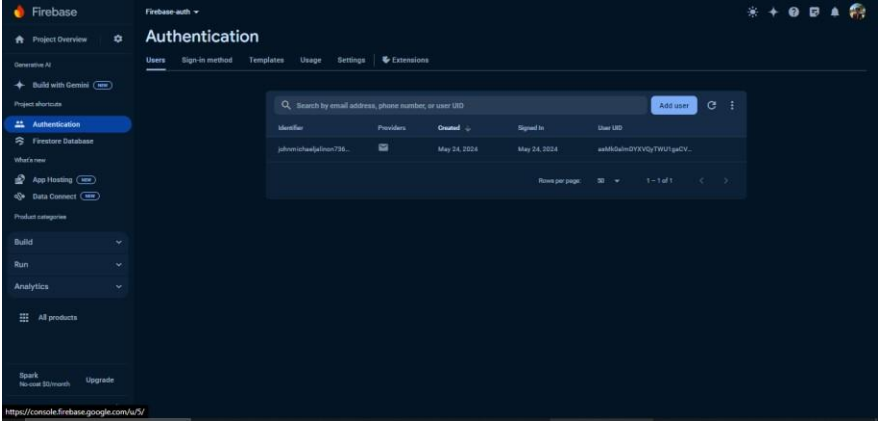 Firebase
Firebase-auth
Project Overview
Authentication
Users Sign-in method Templates Usage Settings Extensions
Generative AI
Build with Gemini NEW
Project shortcuts
Authentication
Firestore Database
What's new
App Hosting NEW
Data Connect NEW
Product categories
Build
Run
Analytics
All products
Spark
No-cost $0/month
Upgrade
Search by email address, phone number, or user UID
Add user
Identifier Providers Created Signed In User UID
May 24, 2024 May 24, 2024
Rows per page: 50 1 – 1 of 1
https://console.firebase.google.com/u/5/